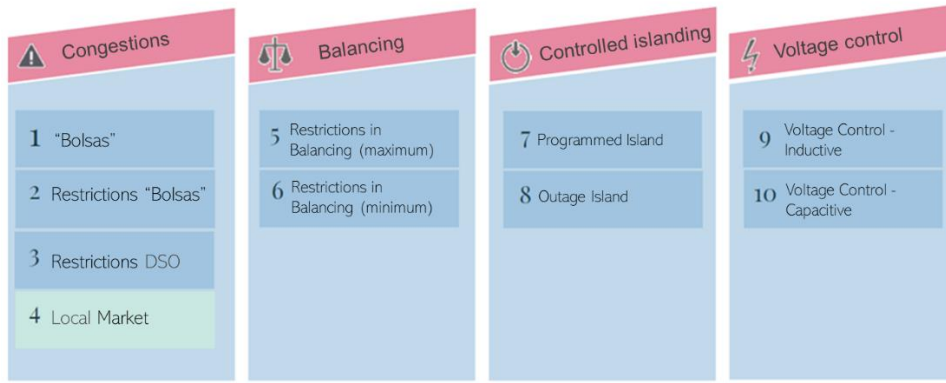 Congestions
1 "Bolsas"
2 Restrictions "Bolsas"
3 Restrictions DSO
4 Local Market
Balancing
5 Restrictions in
Balancing (maximum)
6 Restrictions in
Balancing (minimum)
Controlled islanding
7 Programmed Island
8 Outage Island
Voltage control
9 Voltage Control -
Inductive
10 Voltage Control -
Capacitive